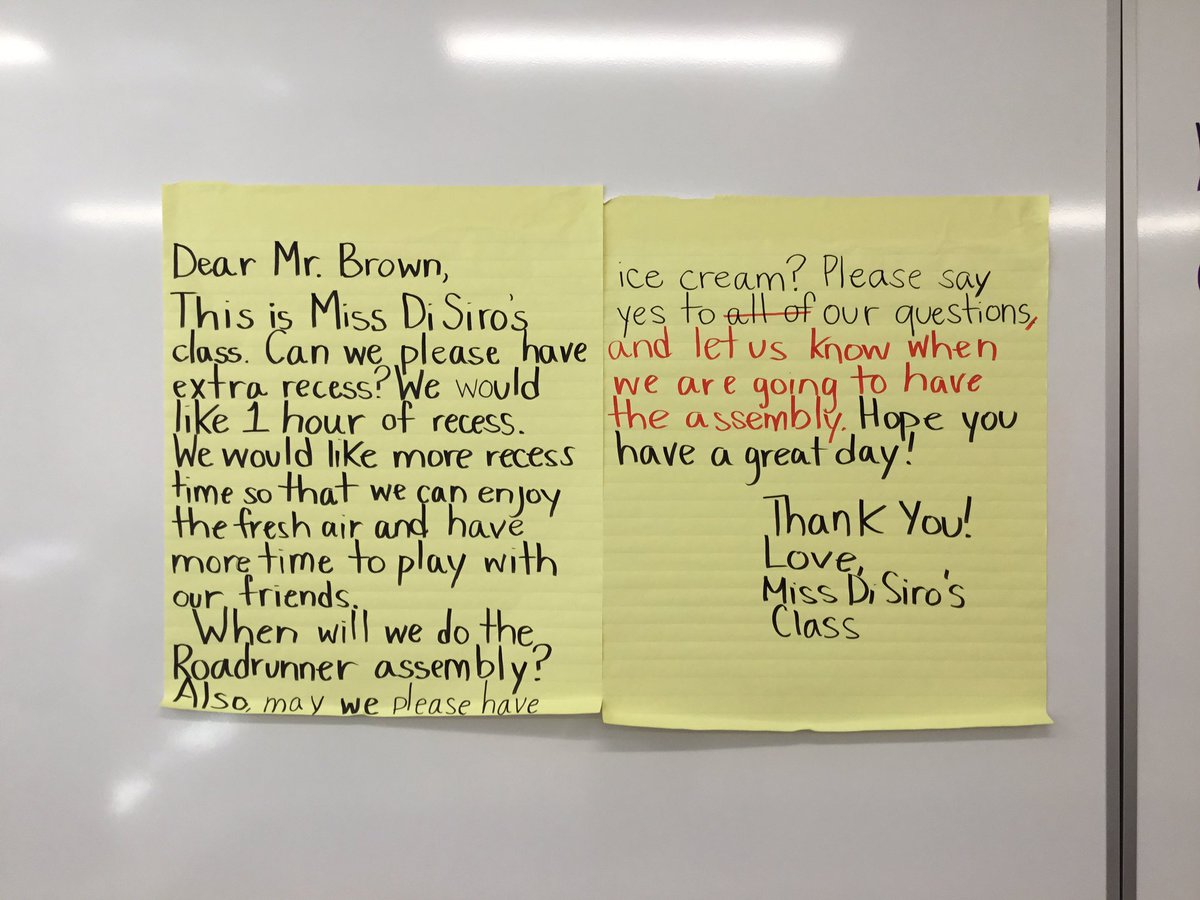 Dear Mr. Brown,
This is Miss DiSiro's
class. Can we please have
extra recess? We would
like 1 hour of recess.
We would like more recess
time so that we can enjoy
the fresh air and have
more time to play with
our friends.
When will we do the
Roadrunner assembly?
Also, may we please have
ice cream? Please say
yes to all of our questions,
and let us know when
we are going to have
the assembly. Hope you
have a great day!
Thank You!
Love,
Miss DiSiro's
Class